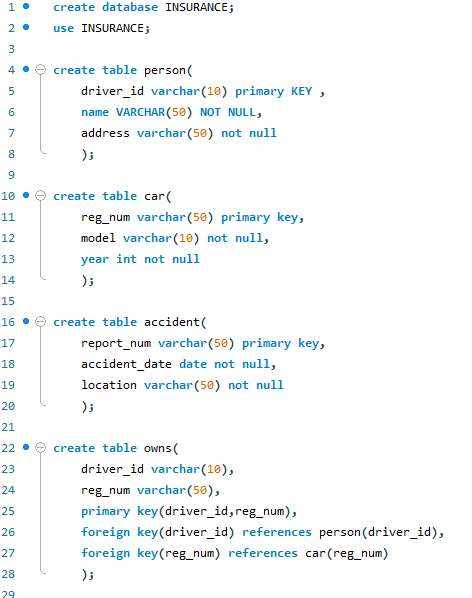 1 create database INSURANCE;
2 use INSURANCE;
3
4 create table person(
5 driver_id varchar(10) primary KEY ,
6 name VARCHAR(50) NOT NULL,
7 address varchar(50) not null
8 );
9
10 create table car(
11 reg_num varchar(50) primary key,
12 model varchar(10) not null,
13 year int not null
14 );
15
16 create table accident(
17 report_num varchar(50) primary key,
18 accident_date date not null,
19 location varchar(50) not null
20 );
21
22 create table owns(
23 driver_id varchar(10),
24 reg_num varchar(50),
25 primary key(driver_id,reg_num),
26 foreign key(driver_id) references person(driver_id),
27 foreign key(reg_num) references car(reg_num)
28 );
29